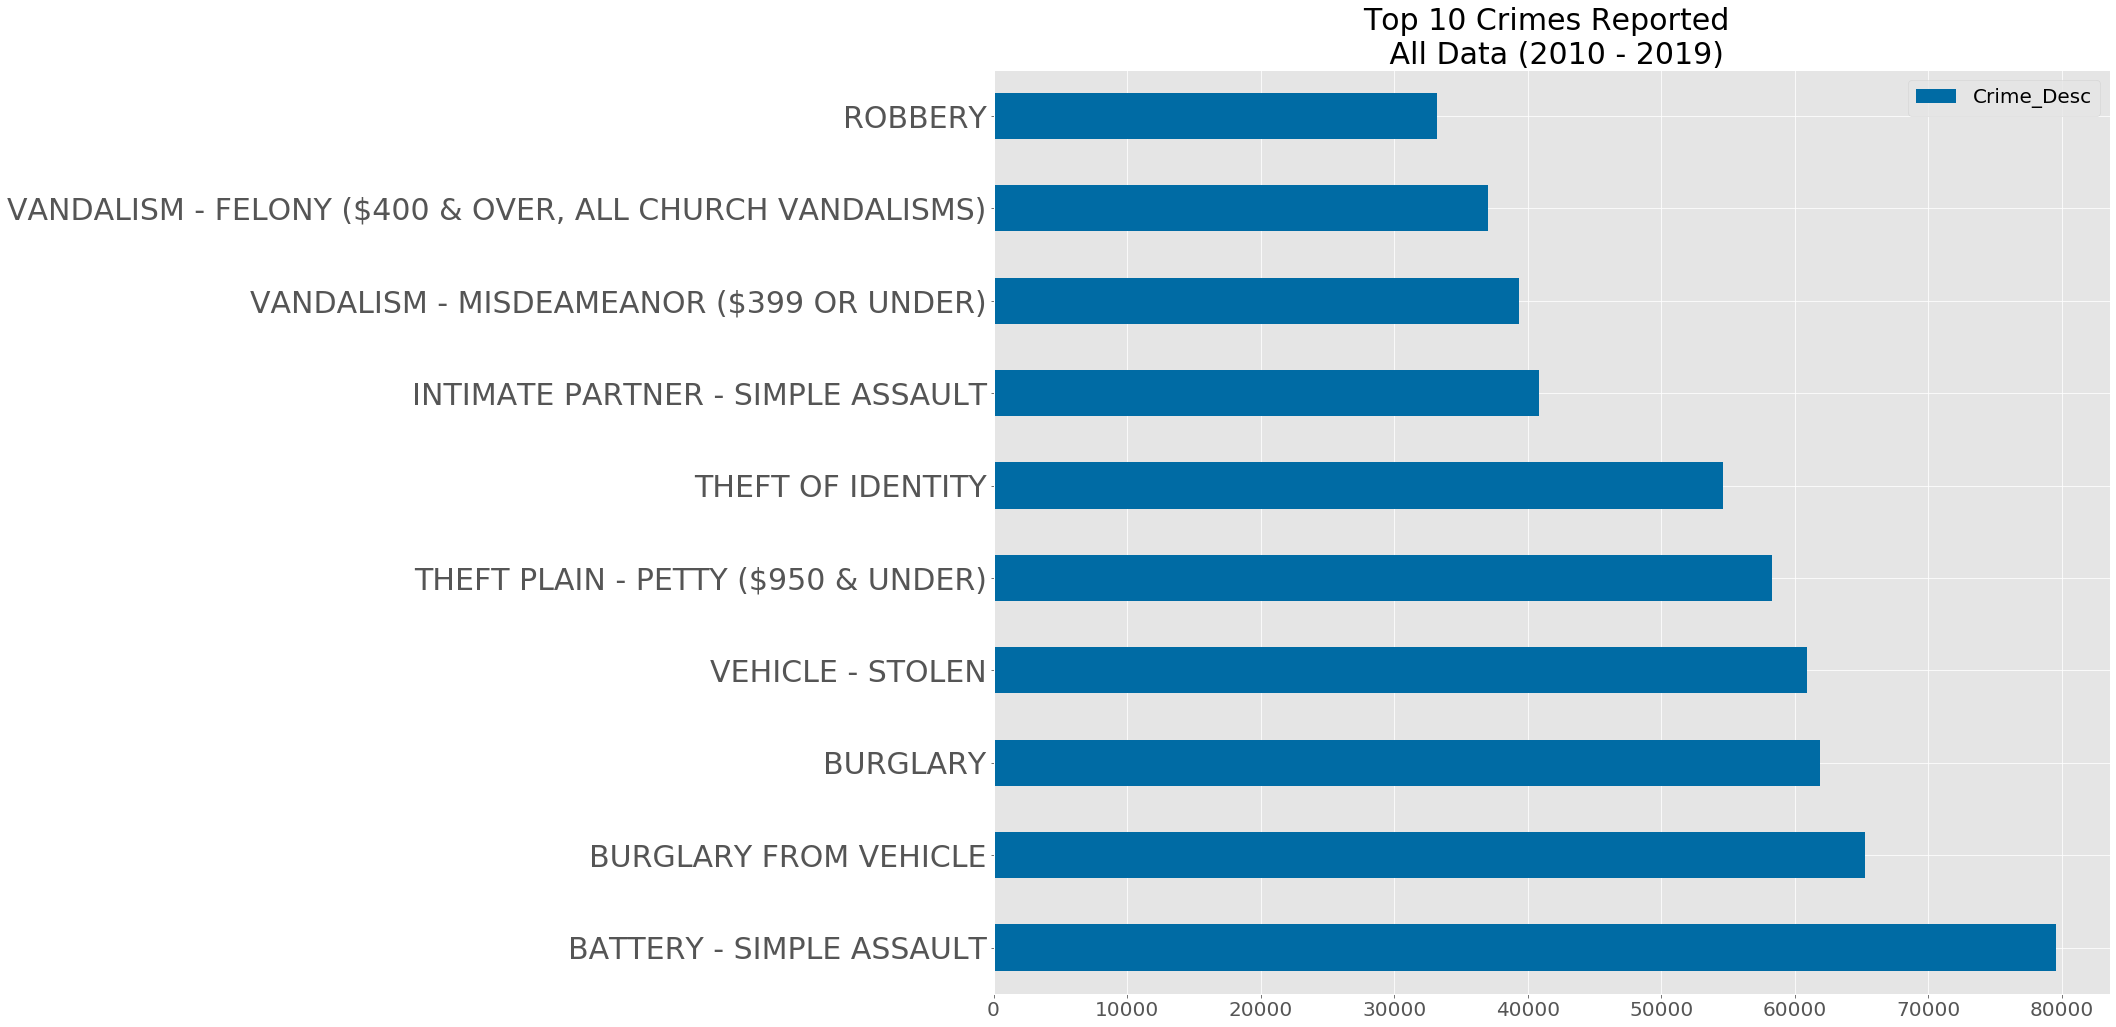 Top 10 Crimes Reported
All Data (2010 - 2019)
Crime_Desc
ROBBERY
VANDALISM - FELONY ($400 & OVER, ALL CHURCH VANDALISMS)
VANDALISM - MISDEAMEANOR ($399 OR UNDER)
INTIMATE PARTNER - SIMPLE ASSAULT
THEFT OF IDENTITY
THEFT PLAIN - PETTY ($950 & UNDER)
VEHICLE - STOLEN
BURGLARY
BURGLARY FROM VEHICLE
BATTERY - SIMPLE ASSAULT
0 10000 20000 30000 40000 50000 60000 70000 80000